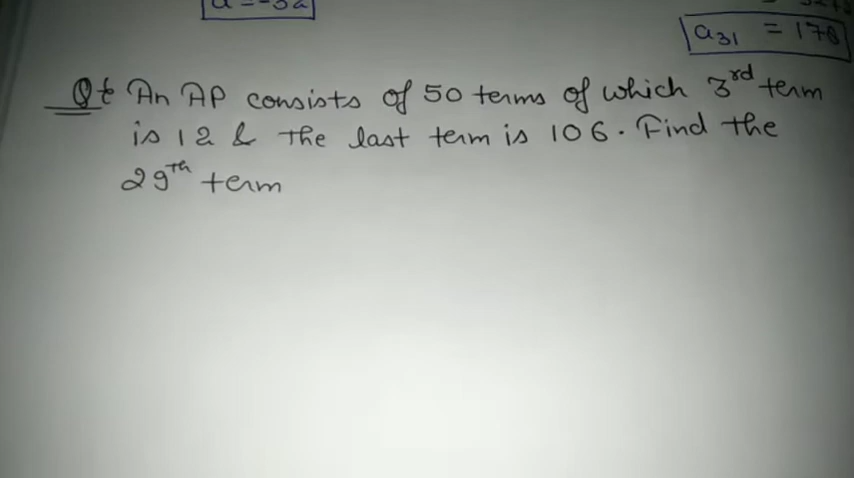 a31 = 178
Q+ An AP consists of 50 terms of which 3rd term
is 12 & the last term is 106. Find the
29th term